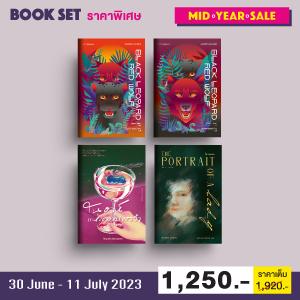 BOOK SET ราคาพิเศษ
MID•YEAR•SALE
BLACK LEOPARD
RED WOLF
BLACK LEOPARD
RED WOLF
THE
PORTRAIT
OF A lady
30 June - 11 July 2023
1,250.-
ราคาเต็ม
1,920.-